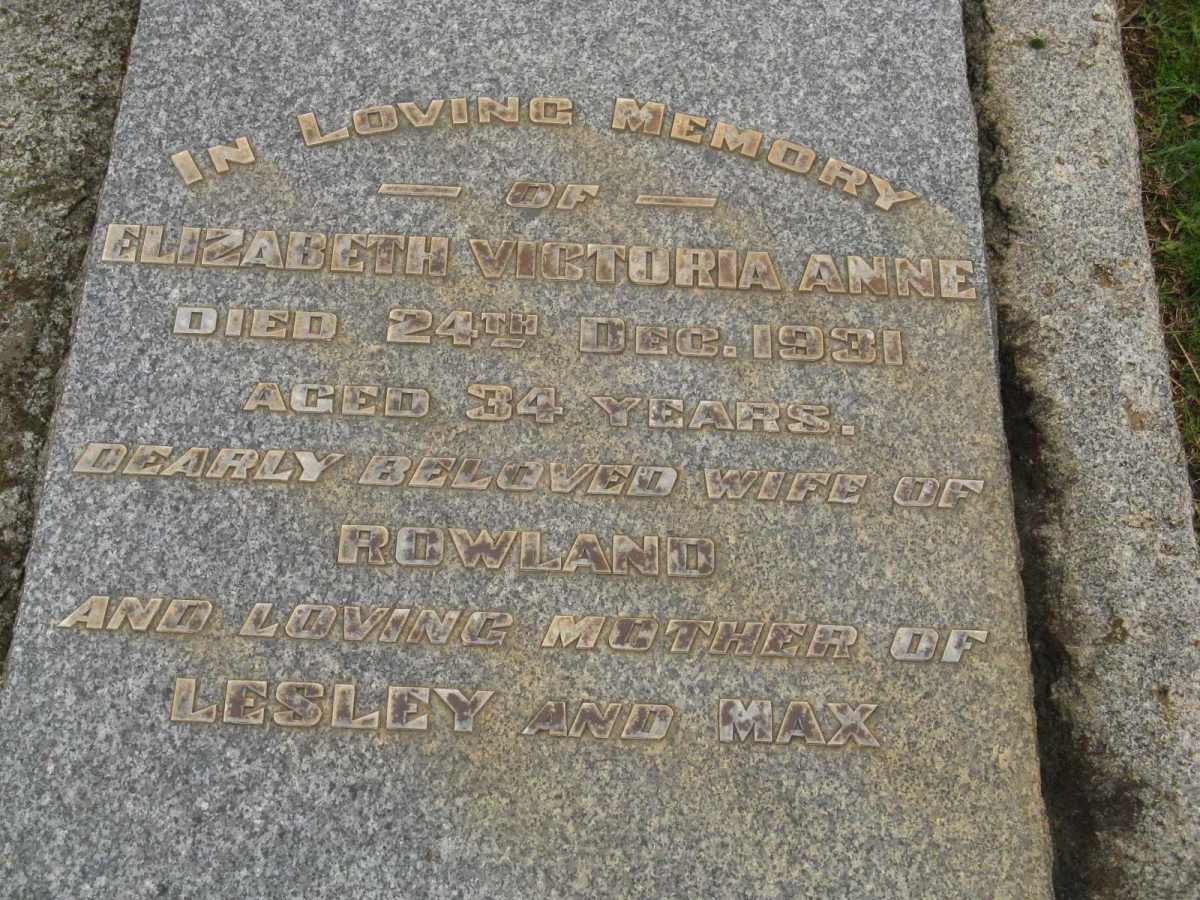 In Loving Memory
— OF —
ELIZABETH VICTORIA ANNE
DIED 24TH DEC. 1931
AGED 34 YEARS.
DEARLY BELOVED WIFE OF
ROWLAND
AND LOVING MOTHER OF
LESLEY AND MAX